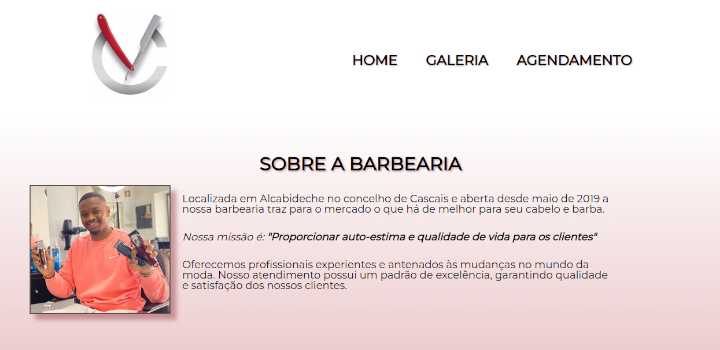 HOME GALERIA AGENDAMENTO
SOBRE A BARBEARIA
Localizada em Alcabideche no concelho de Cascais e aberta desde maio de 2019 a
nossa barbearia traz para o mercado o que há de melhor para seu cabelo e barba.
Nossa missão é: "Proporcionar auto-estima e qualidade de vida para os clientes"
Oferecemos profissionais experientes e antenados às mudanças no mundo da
moda. Nosso atendimento possui um padrão de excelência, garantindo qualidade
e satisfação dos nossos clientes.